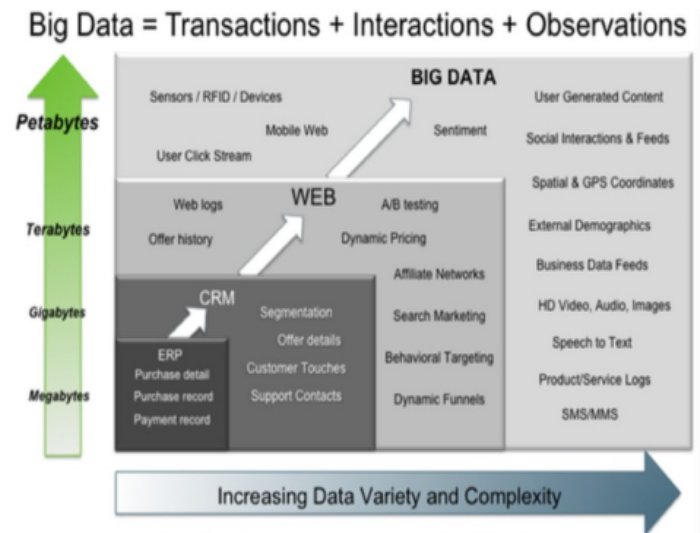 Big Data = Transactions + Interactions + Observations
Petabytes
Terabytes
Gigabytes
Megabytes
BIG DATA
Sensors / RFID / Devices
Mobile Web
User Click Stream
Sentiment
User Generated Content
Social Interactions & Feeds
Spatial & GPS Coordinates
External Demographics
Business Data Feeds
HD Video, Audio, Images
Speech to Text
Product/Service Logs
SMS/MMS
WEB
Web logs
Offer history
A/B testing
Dynamic Pricing
Affiliate Networks
Search Marketing
Behavioral Targeting
Dynamic Funnels
CRM
Segmentation
Offer details
Customer Touches
Support Contacts
ERP
Purchase detail
Purchase record
Payment record
Increasing Data Variety and Complexity